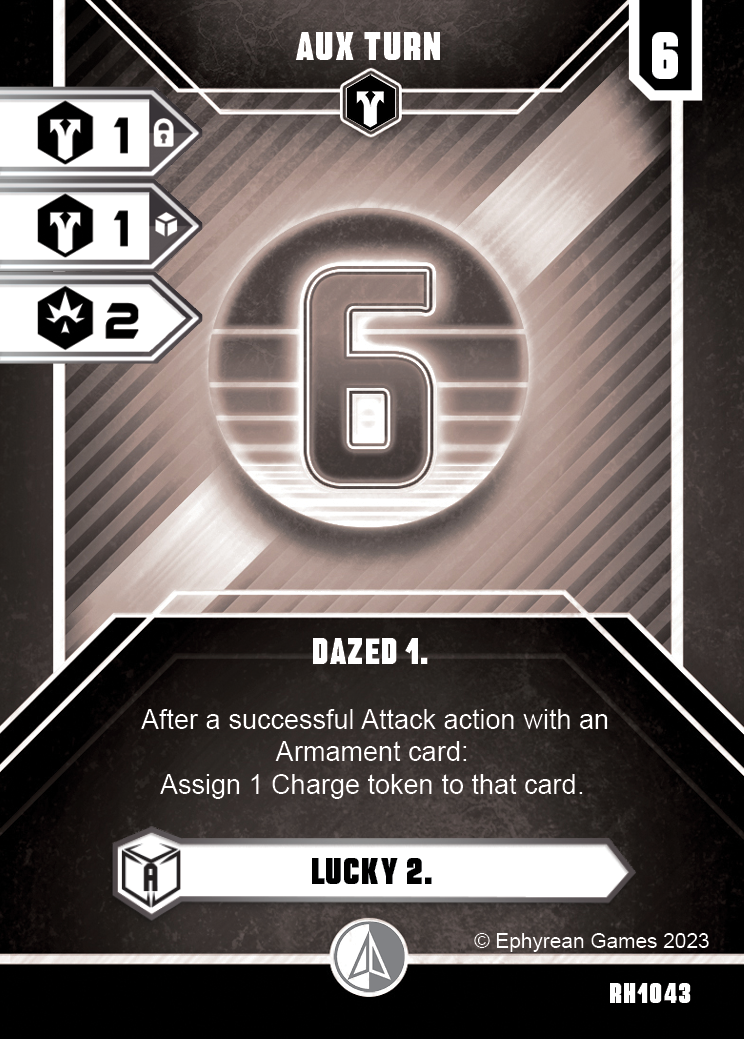 AUX TURN
6
1
1
2
6
DAZED 1.
After a successful Attack action with an
Armament card:
Assign 1 Charge token to that card.
A
LUCKY 2.
© Ephyrean Games 2023
RH1043